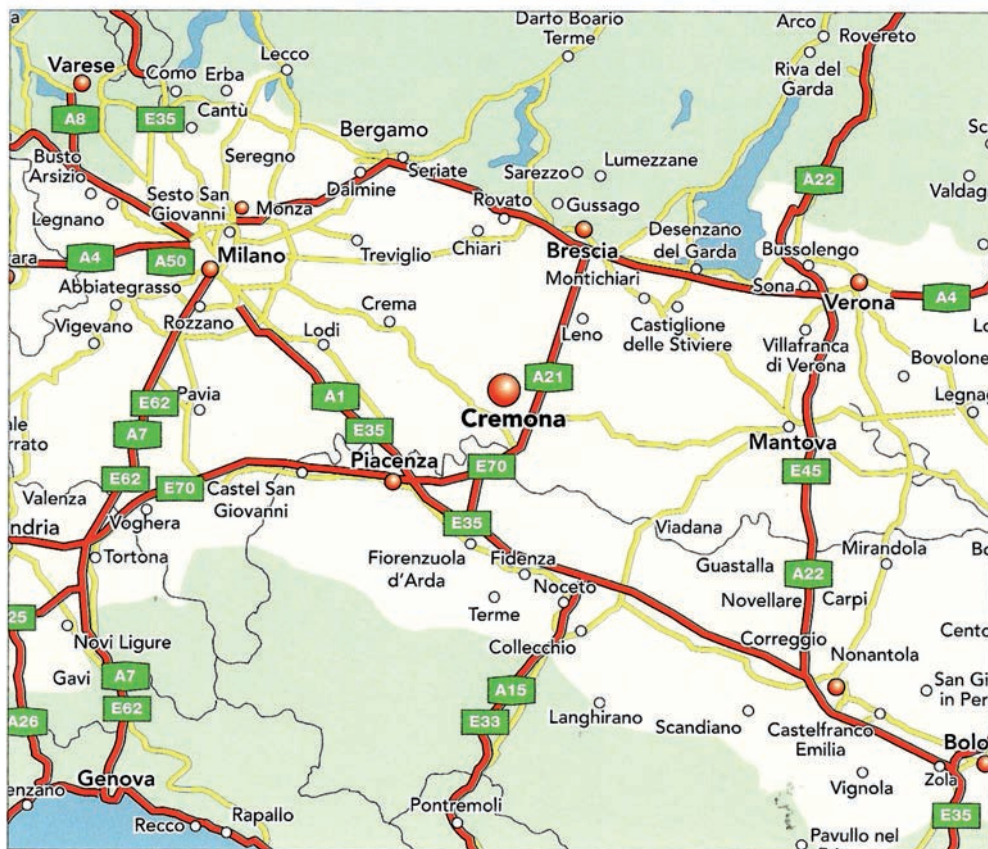 a
Varese
Como
Erba
Lecco
Darfo Boario
Terme
Arco
Rovereto
Riva del
Garda
A8
E35
Cantù
Bergamo
Seregno
Busto
Arsizio
Seriate
Sarezzo
Lumezzane
A22
Valdag
Legnano
Sesto San
Giovanni
Monza
Dalmine
Rovato
Gussago
A4
A50
Milano
Treviglio
Chiari
Brescia
Desenzano
del Garda
Bussolengo
Abbiategrasso
Montichiari
Sona
Verona
A4
Vigevano
Rozzano
Crema
Lodi
Leno
Castiglione
delle Stiviere
Villafranca
di Verona
Bovolone
E62
Pavia
A1
A21
Legnag
A7
E35
Cremona
Mantova
E62
E70
Piacenza
E70
E45
Valenza
Castel San
Giovanni
Voghera
E35
Viadana
ndria
Tortona
Fiorenzuola
d'Arda
Fidenza
Guastalla
Mirandola
A22
Terme
Noceto
Novellare
Carpi
25
Novi Ligure
Collecchio
Correggio
Nonantola
Cento
Gavi
A7
A15
San Gi
in Per
A26
E62
E33
Langhirano
Scandiano
Castelfranco
Emilia
Bolo
Genova
Vignola
Zola
enzano
Recco
Rapallo
Pontremoli
E35
Pavullo nel